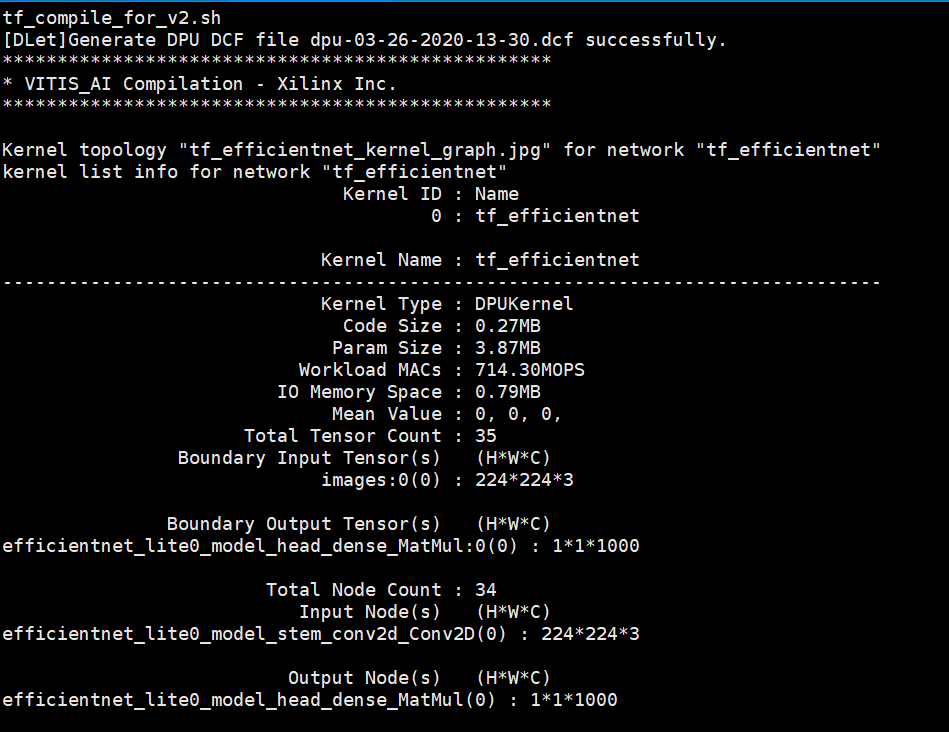 tf_compile_for_v2.sh
[DLet]Generate DPU DCF file dpu-03-26-2020-13-30.dcf successfully.
**************************************************
* VITIS_AI Compilation - Xilinx Inc.
**************************************************
Kernel topology "tf_efficientnet_kernel_graph.jpg" for network "tf_efficientnet"
kernel list info for network "tf_efficientnet"
Kernel ID : Name
0 : tf_efficientnet
Kernel Name : tf_efficientnet
--------------------------------------------------------------------------------
Kernel Type : DPUKernel
Code Size : 0.27MB
Param Size : 3.87MB
Workload MACs : 714.30MOPS
IO Memory Space : 0.79MB
Mean Value : 0, 0, 0,
Total Tensor Count : 35
Boundary Input Tensor(s)   (H*W*C)
images:0(0) : 224*224*3
Boundary Output Tensor(s)   (H*W*C)
efficientnet_lite0_model_head_dense_MatMul:0(0) : 1*1*1000
Total Node Count : 34
Input Node(s)   (H*W*C)
efficientnet_lite0_model_stem_conv2d_Conv2D(0) : 224*224*3
Output Node(s)   (H*W*C)
efficientnet_lite0_model_head_dense_MatMul(0) : 1*1*1000